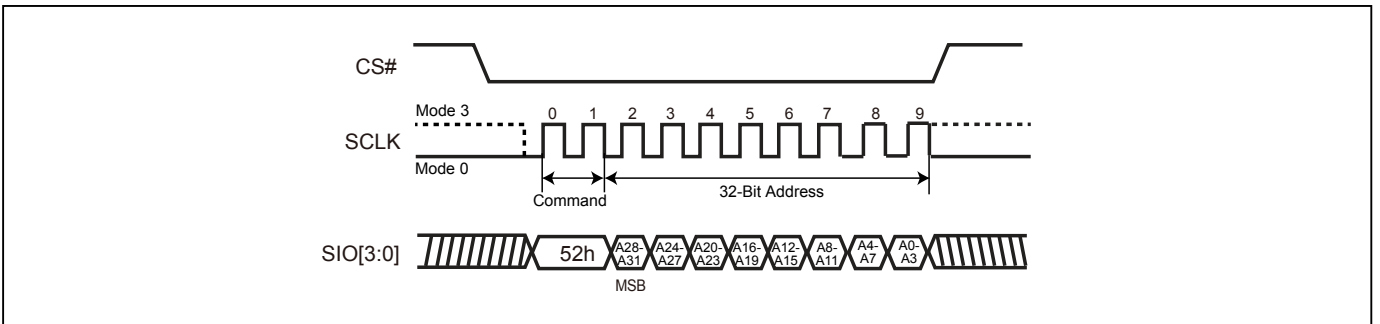 CS#
Mode 3
0 1 2 3 4 5 6 7 8 9
SCLK
Mode 0
Command
32-Bit Address
SIO[3:0]
52h
A28-
A31
A24-
A27
A20-
A23
A16-
A19
A12-
A15
A8-
A11
A4-
A7
A0-
A3
MSB